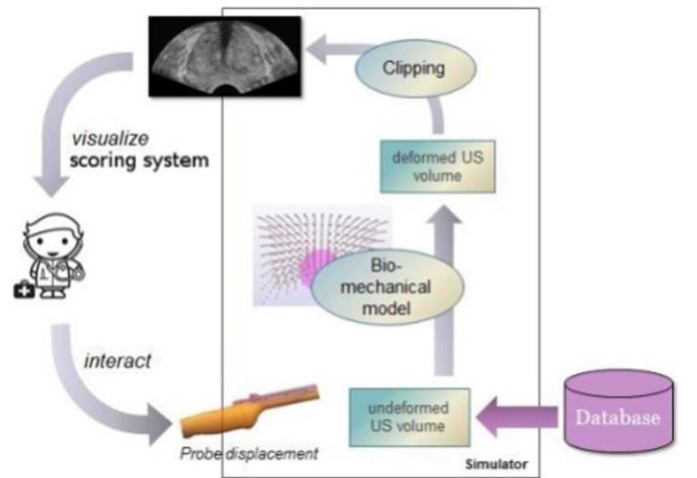 Clipping
visualize
scoring system
deformed US
volume
Bio-
mechanical
model
interact
undeformed
US volume
Database
Probe displacement
Simulator